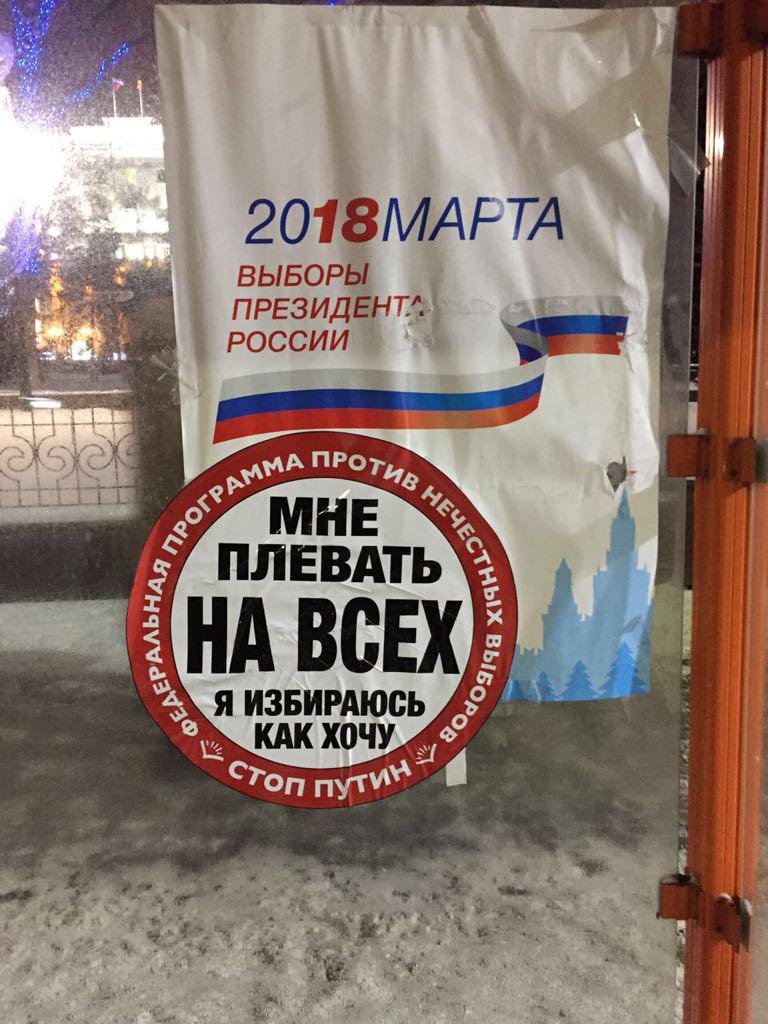 2018МАРТА
ВЫБОРЫ
ПРЕЗИДЕНТА
РОССИИ
ФЕДЕРАЛЬНАЯ ПРОГРАММА ПРОТИВ НЕЧЕСТНЫХ ВЫБОРОВ
МНЕ
ПЛЕВАТЬ
НА ВСЕХ
Я ИЗБИРАЮСЬ
КАК ХОЧУ
СТОП ПУТИН